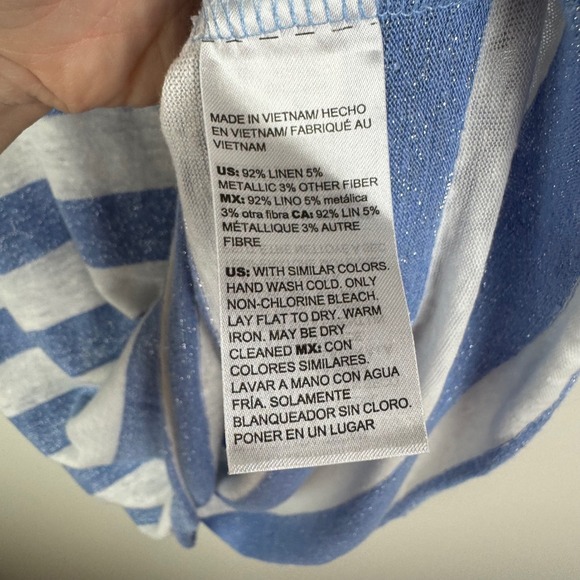 MADE IN VIETNAM/ HECHO
EN VIETNAM/ FABRIQUÉ AU
VIETNAM
US: 92% LINEN 5%
METALLIC 3% OTHER FIBER
MX: 92% LINO 5% metálica
3% otra fibra CA: 92% LIN 5%
MÉTALLIQUE 3% AUTRE
FIBRE
US: WITH SIMILAR COLORS.
HAND WASH COLD. ONLY
NON-CHLORINE BLEACH.
LAY FLAT TO DRY. WARM
IRON. MAY BE DRY
CLEANED MX: CON
COLORES SIMILARES.
LAVAR A MANO CON AGUA
FRÍA. SOLAMENTE
BLANQUEADOR SIN CLORO.
PONER EN UN LUGAR